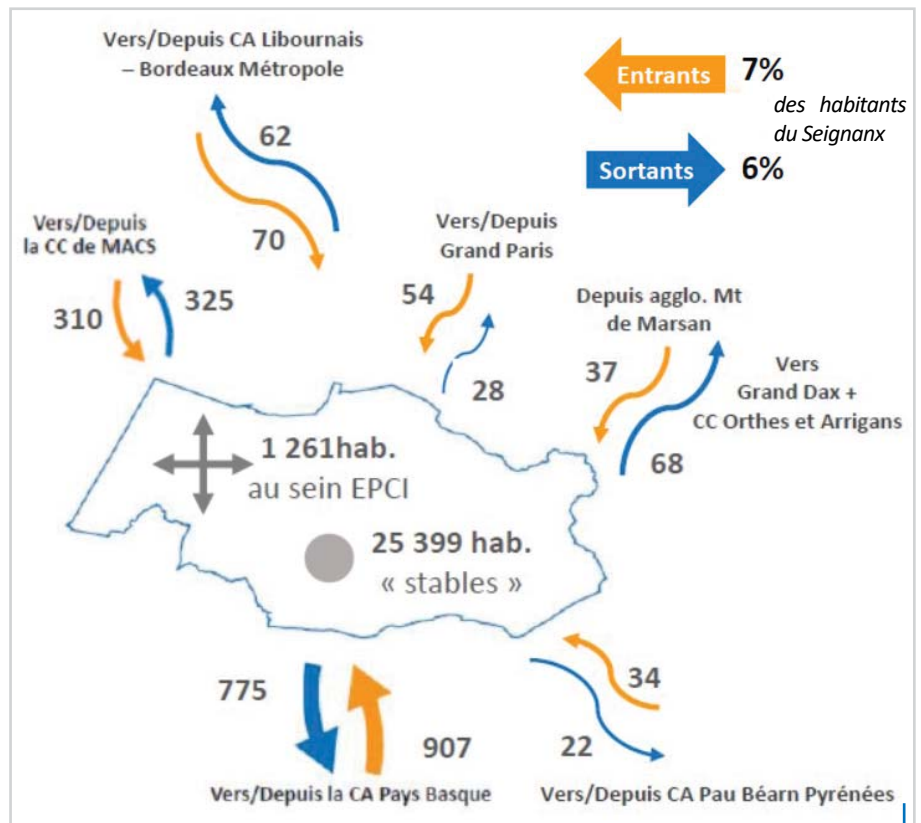 Vers/Depuis CA Libournais
– Bordeaux Métropole
62
70
Entrants
7%
des habitants
du Seignanx
Sortants
6%
Vers/Depuis
la CC de MACS
310
325
Vers/Depuis
Grand Paris
54
28
Depuis agglo. Mt
de Marsan
37
Vers
Grand Dax +
CC Orthes et Arrigans
68
1 261hab.
au sein EPCI
25 399 hab.
« stables »
775
907
Vers/Depuis la CA Pays Basque
34
22
Vers/Depuis CA Pau Béarn Pyrénées